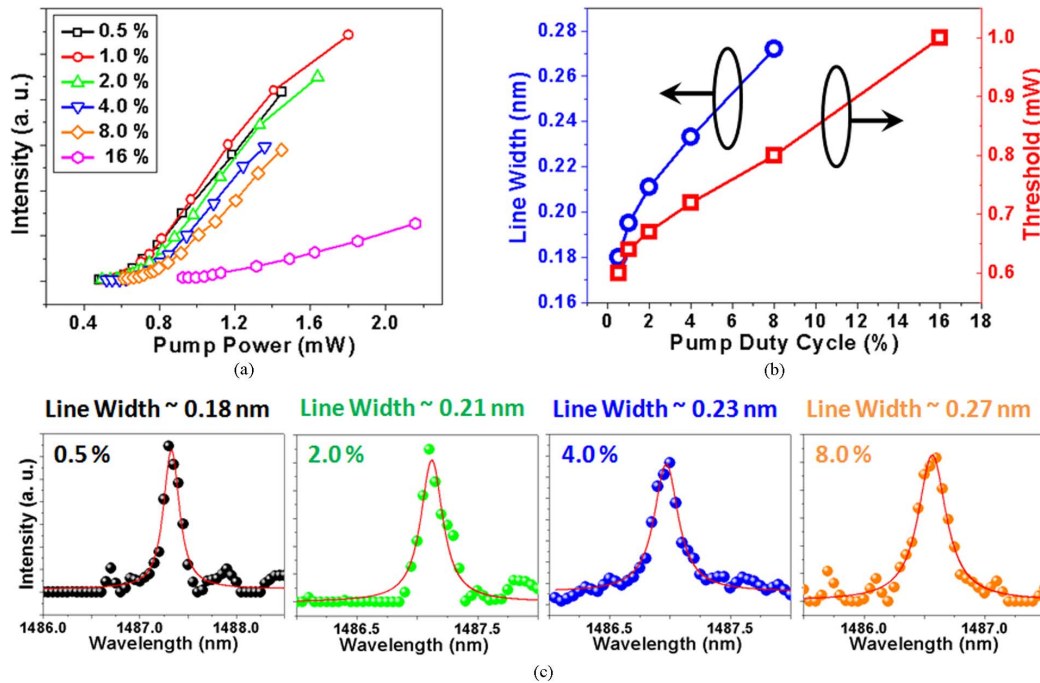 0.5 %
1.0 %
2.0 %
4.0 %
8.0 %
16 %
Intensity (a. u.)
0.4
0.8
1.2
1.6
2.0
Pump Power (mW)
(a)
0.28
0.26
0.24
0.22
0.20
0.18
0.16
Line Width (nm)
1.0
0.9
0.8
0.7
0.6
Threshold (mW)
0
2
4
6
8
10
12
14
16
18
Pump Duty Cycle (%)
(b)
Line Width ~ 0.18 nm
0.5 %
Intensity (a. u.)
1486.0
1487.0
1488.0
Wavelength (nm)
Line Width ~ 0.21 nm
2.0 %
1486.5
1487.5
Wavelength (nm)
Line Width ~ 0.23 nm
4.0 %
1486.5
1487.5
Wavelength (nm)
Line Width ~ 0.27 nm
8.0 %
1486.0
1487.0
Wavelength (nm)
(c)